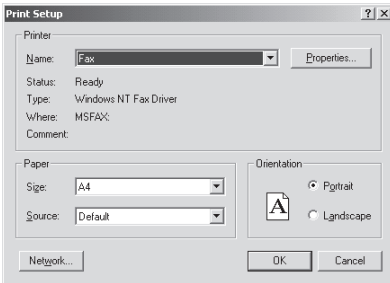 Print Setup
Printer
Name: Fax Properties...
Status: Ready
Type: Windows NT Fax Driver
Where: MSFAX:
Comment:
Paper
Size: A4
Source: Default
Orientation
A
Portrait
Landscape
Network... OK Cancel